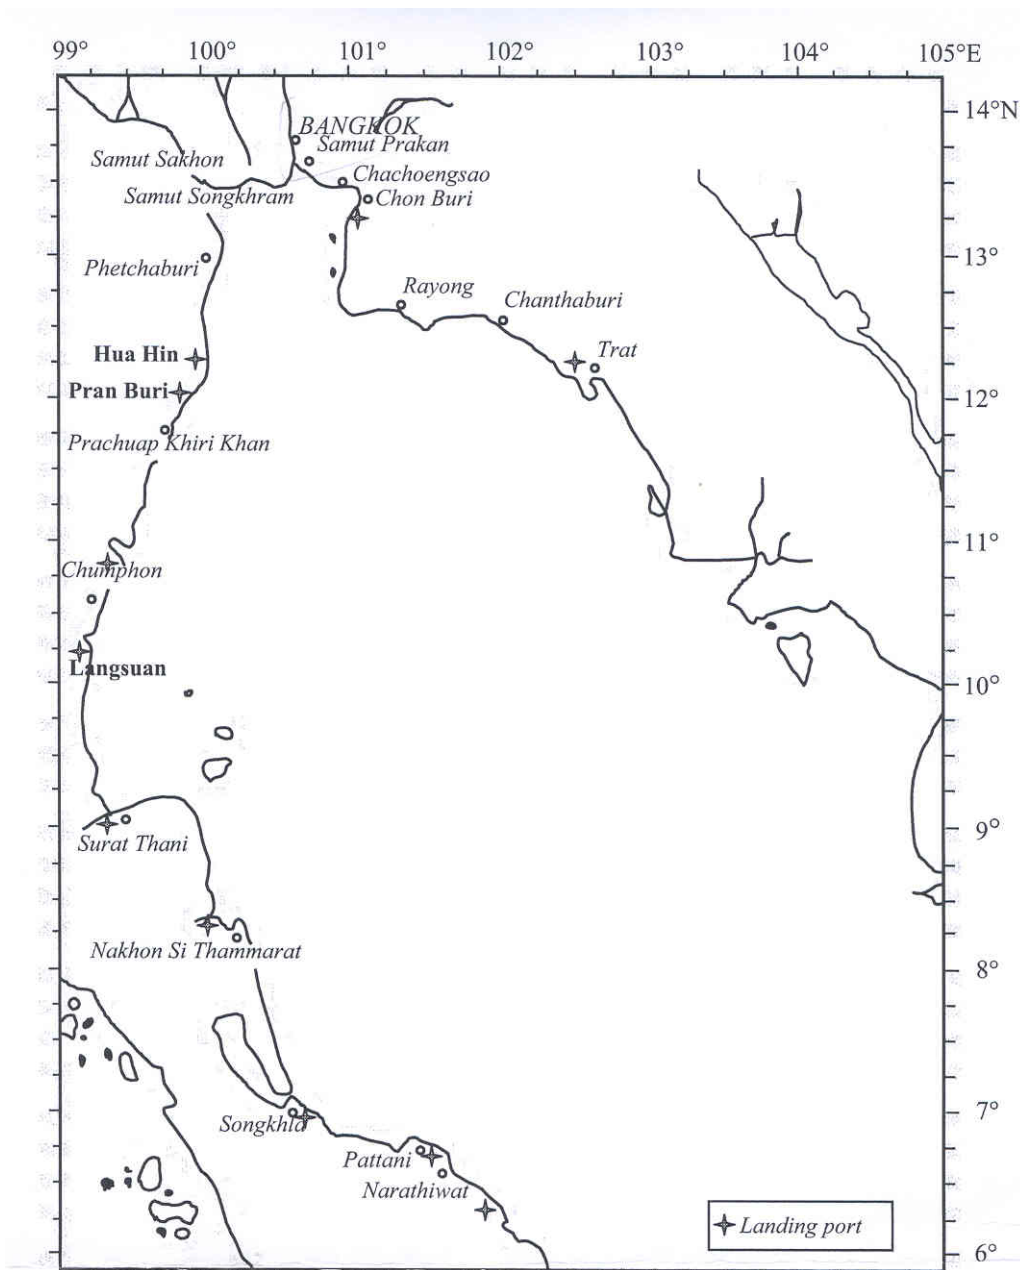 99° 100° 101° 102° 103° 104° 105°E
14°N
BANGKOK
Samut Prakan
Samut Sakhon
Chachoengsao
Samut Songkhram
Chon Buri
13°
Phetchaburi
Rayong
Chanthaburi
Hua Hin
Trat
Pran Buri
12°
Prachuap Khiri Khan
11°
Chumphon
Langsuan
10°
9°
Surat Thani
Nakhon Si Thammarat
8°
7°
Songkhla
Pattani
Narathiwat
Landing port
6°